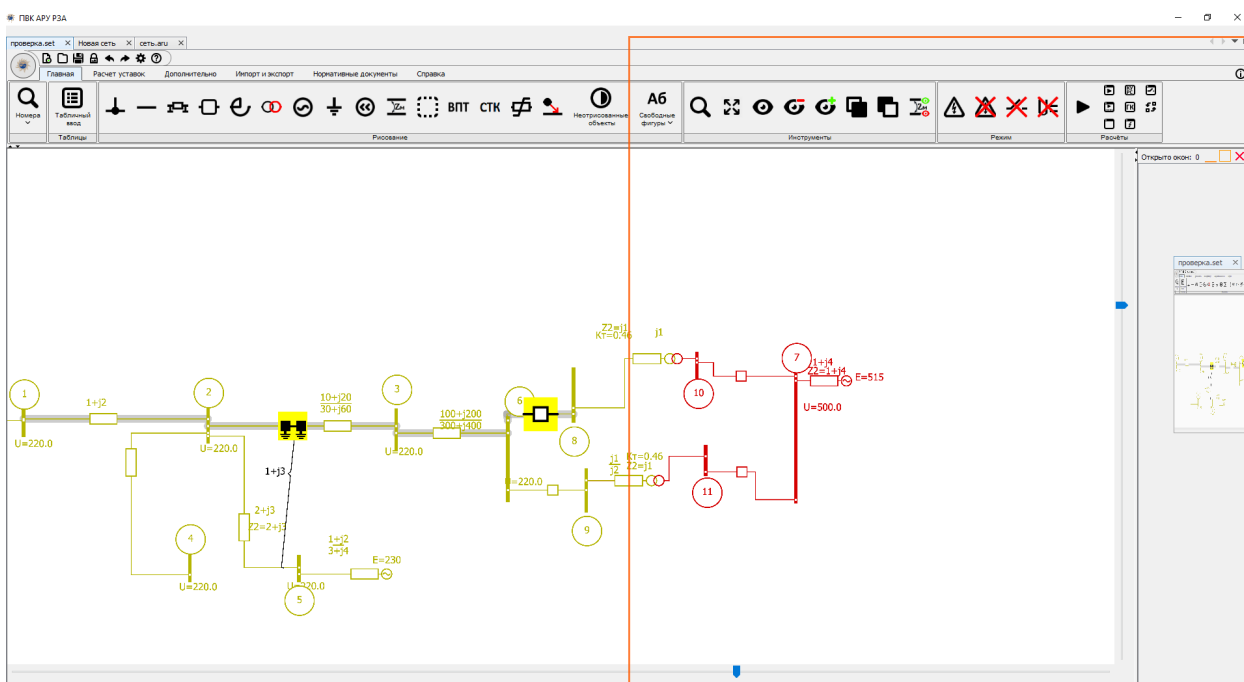 ПВК АРУ РЗА
проверка.set
Новая сеть
сеть.aru
Главная
Расчет уставок
Дополнительно
Импорт и экспорт
Нормативные документы
Справка
Номера
Табличный ввод
Таблицы
ВПТ
СТК
Неотрисованные объекты
Рисование
Аб
Свободные фигуры
Инструменты
Режим
Расчёты
Открыто окон: 0
проверка.set
Z2=j1
Kт=0.46
j1
7
1+j4
Z2=1+j4
E=515
10
U=500.0
1
1+j2
U=220.0
2
U=220.0
10+j20
30+j60
3
U=220.0
100+j200
300+j400
6
8
1+j3
j1
j2
Kт=0.46
Z2=j1
11
=220.0
9
2+j3
Z2=2+j3
4
U=220.0
1+j2
3+j4
E=230
U=220.0
5